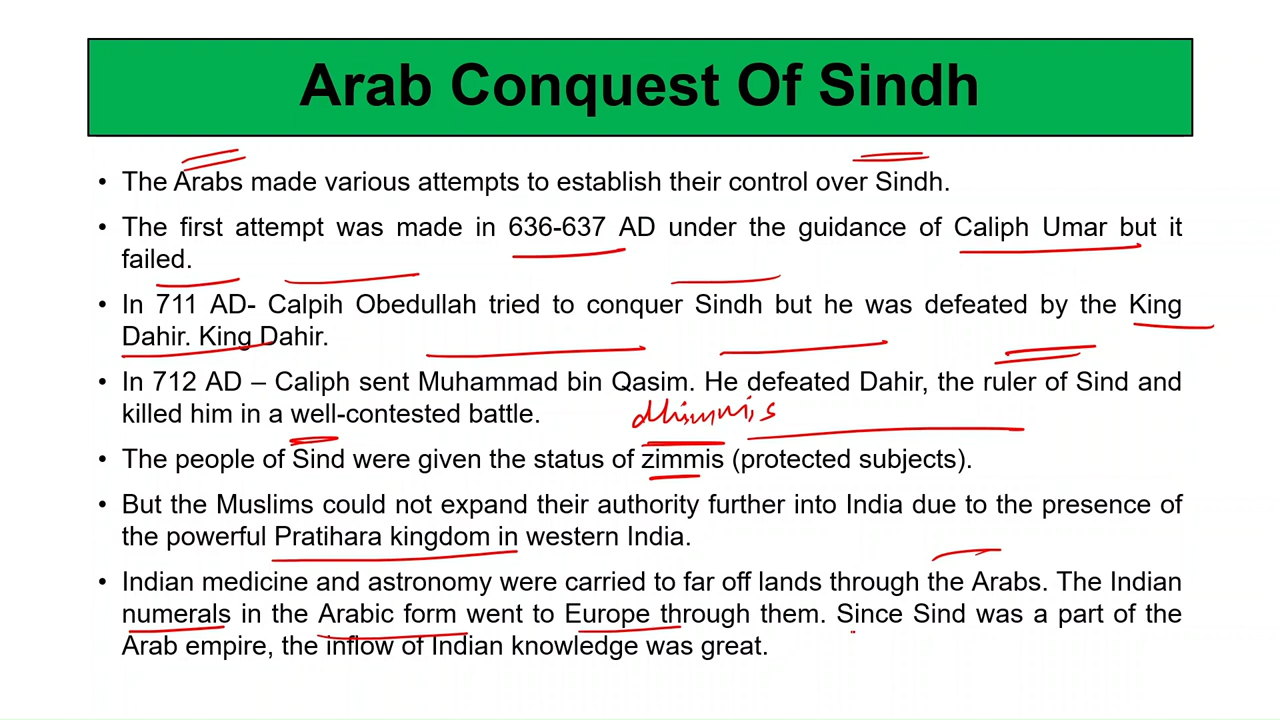 Arab Conquest Of Sindh
• The Arabs made various attempts to establish their control over Sindh.
• The first attempt was made in 636-637 AD under the guidance of Caliph Umar but it
failed.
• In 711 AD- Calpih Obedullah tried to conquer Sindh but he was defeated by the King
Dahir. King Dahir.
• In 712 AD – Caliph sent Muhammad bin Qasim. He defeated Dahir, the ruler of Sind and
killed him in a well-contested battle.
dhimmis
• The people of Sind were given the status of zimmis (protected subjects).
• But the Muslims could not expand their authority further into India due to the presence of
the powerful Pratihara kingdom in western India.
• Indian medicine and astronomy were carried to far off lands through the Arabs. The Indian
numerals in the Arabic form went to Europe through them. Since Sind was a part of the
Arab empire, the inflow of Indian knowledge was great.